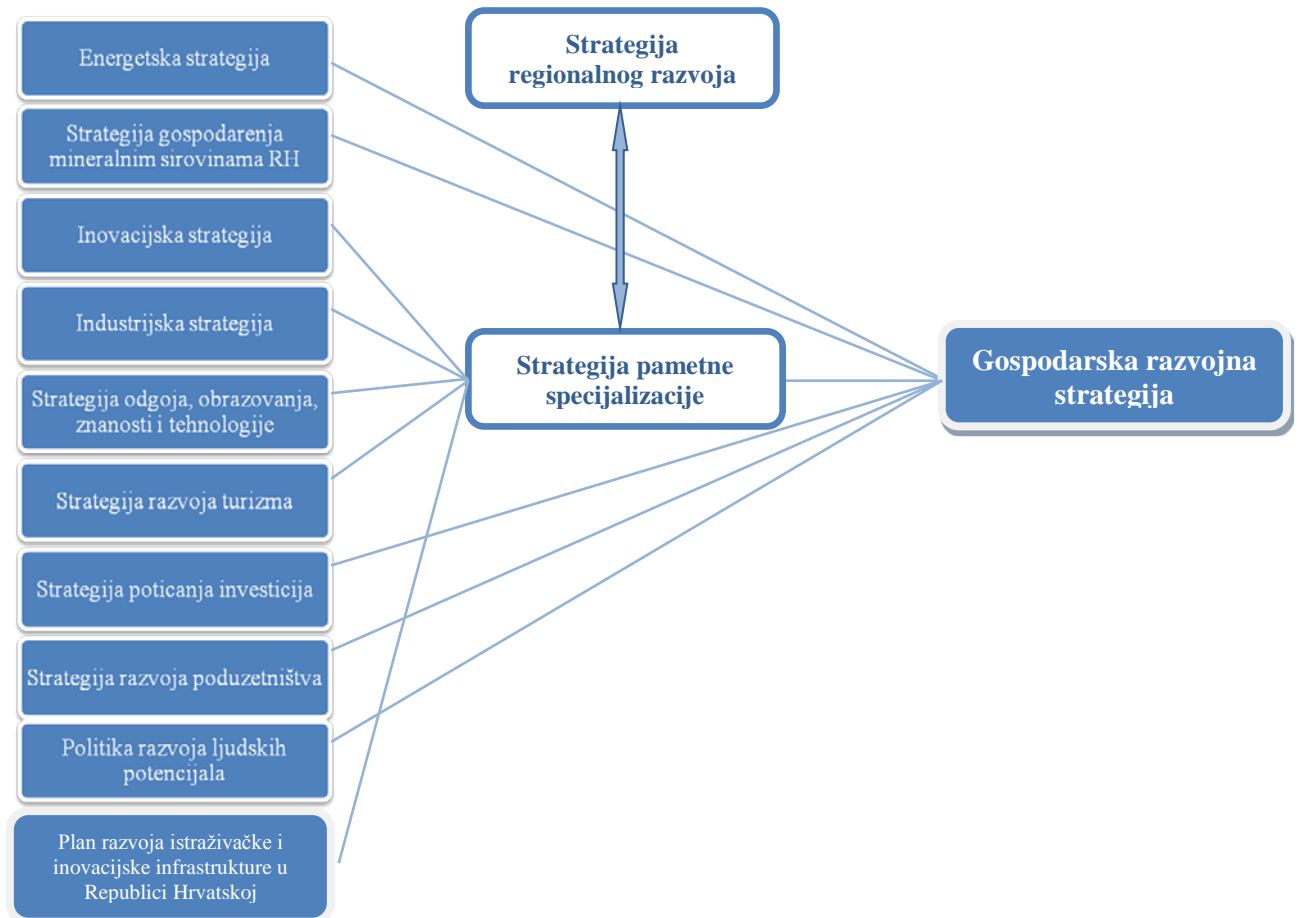 Energetska strategija
Strategija gospodarenja
mineralnim sirovinama RH
Inovacijska strategija
Industrijska strategija
Strategija odgoja, obrazovanja,
znanosti i tehnologije
Strategija razvoja turizma
Strategija poticanja investicija
Strategija razvoja poduzetništva
Politika razvoja ljudskih
potencijala
Plan razvoja istraživačke i
inovacijske infrastrukture u
Republici Hrvatskoj
Strategija
regionalnog razvoja
Strategija pametne
specijalizacije
Gospodarska razvojna
strategija